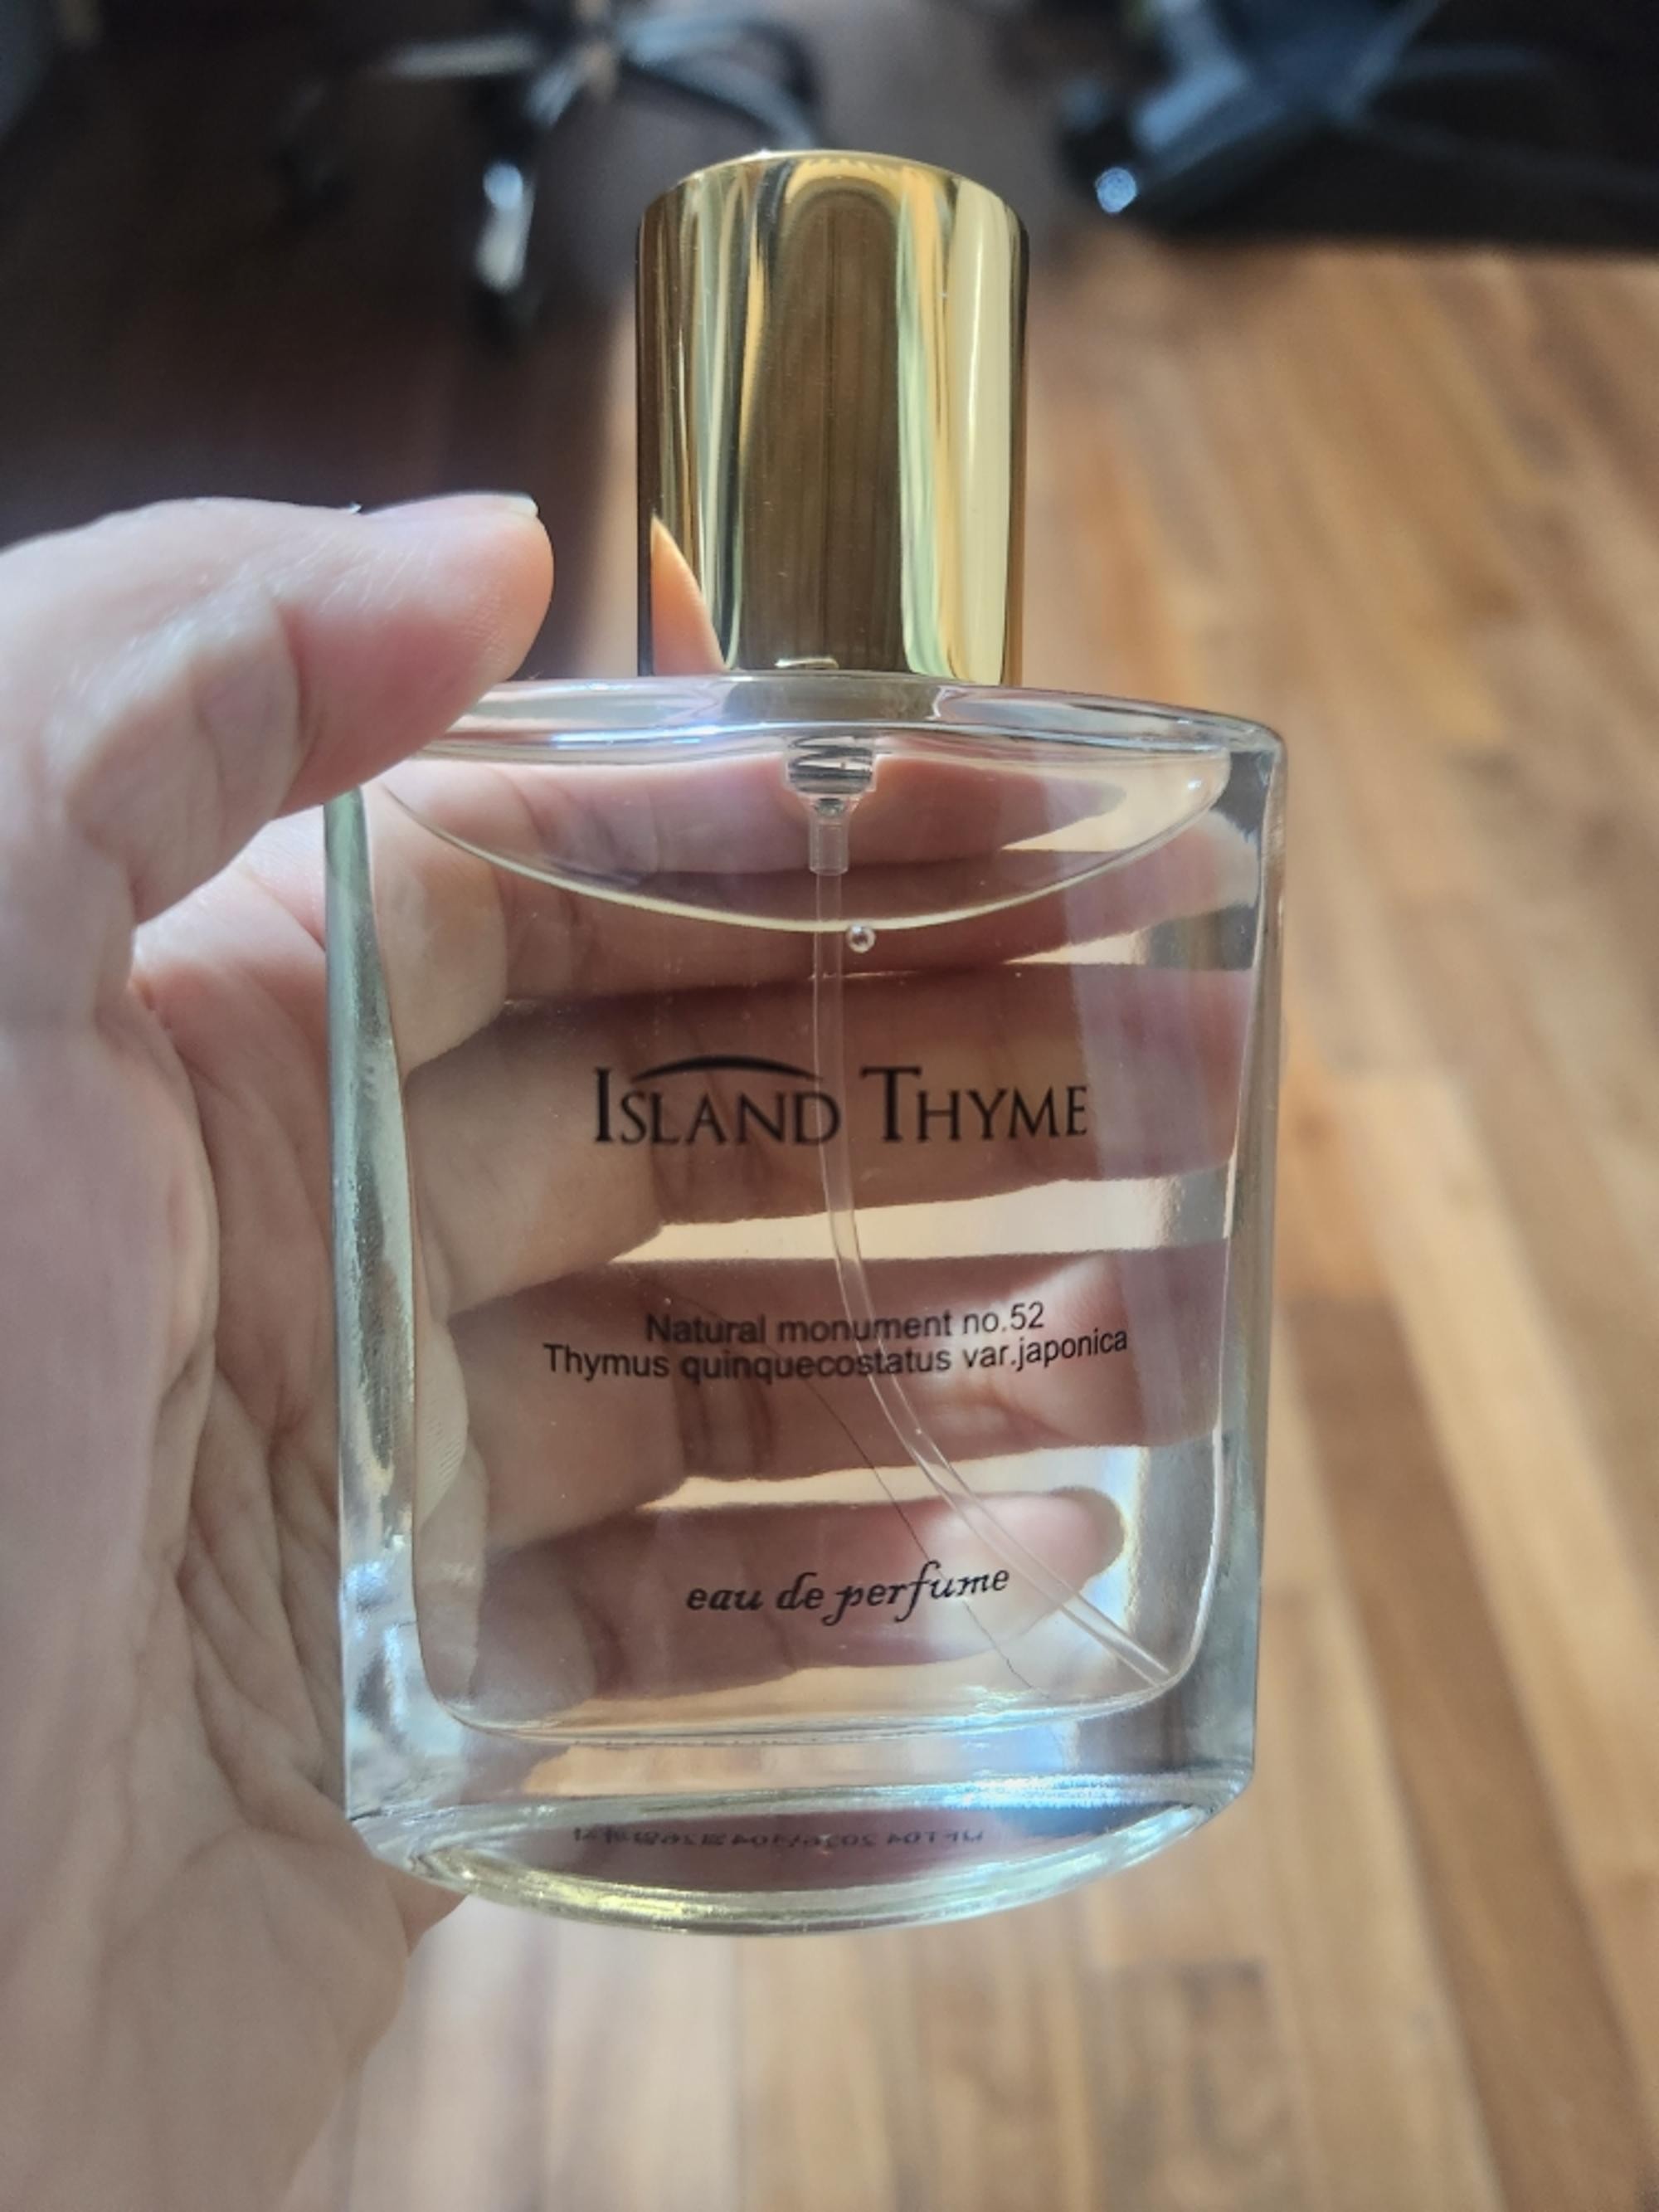 ISLAND THYME
Natural monument no.52
Thymus quinquecostatus var.japonica
eau de perfume